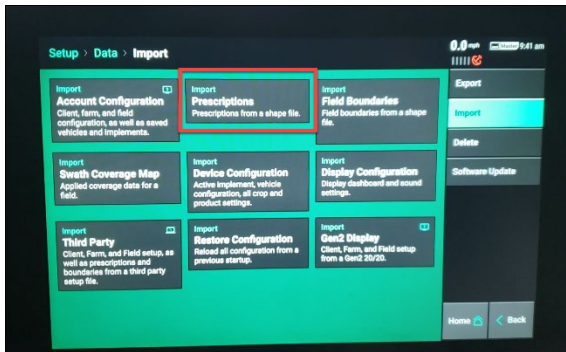 Setup > Data > Import
0.0 mph
Master
9:41 am
Import
Account Configuration
Client, farm, and field
configuration, as well as saved
vehicles and implements.
Import
Prescriptions
Prescriptions from a shape file.
Import
Field Boundaries
Field boundaries from a shape
file.
Import
Swath Coverage Map
Applied coverage data for a
field.
Import
Device Configuration
Active implement, vehicle
configuration, all crop and
product settings.
Import
Display Configuration
Display dashboard and sound
settings.
Import
Third Party
Client, Farm, and Field setup, as
well as prescriptions and
boundaries from a third party
setup file.
Import
Restore Configuration
Reload all configuration from a
previous startup.
Import
Gen2 Display
Client, Farm, and Field setup
from a Gen2 20/20.
Export
Import
Delete
Software Update
Home
< Back